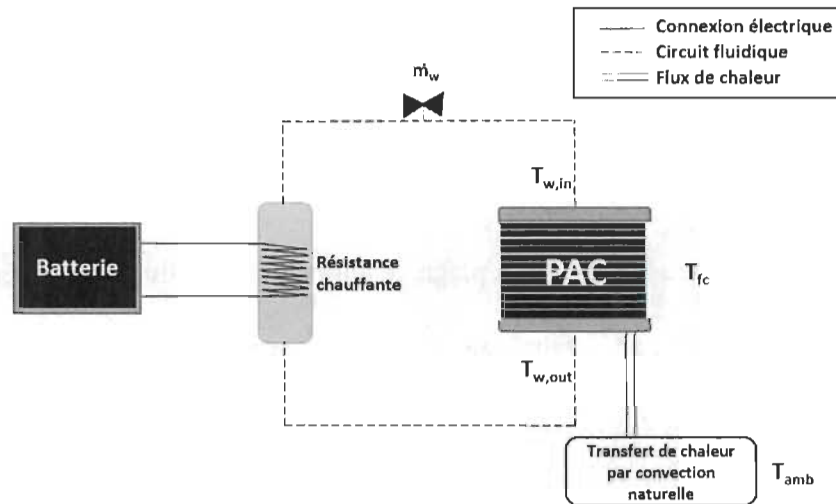 Connexion électrique
Circuit fluidique
Flux de chaleur
ṁw
Tw,in
Batterie
Résistance
chauffante
PAC
Tfc
Tw,out
Transfert de chaleur
par convection
naturelle
Tamb